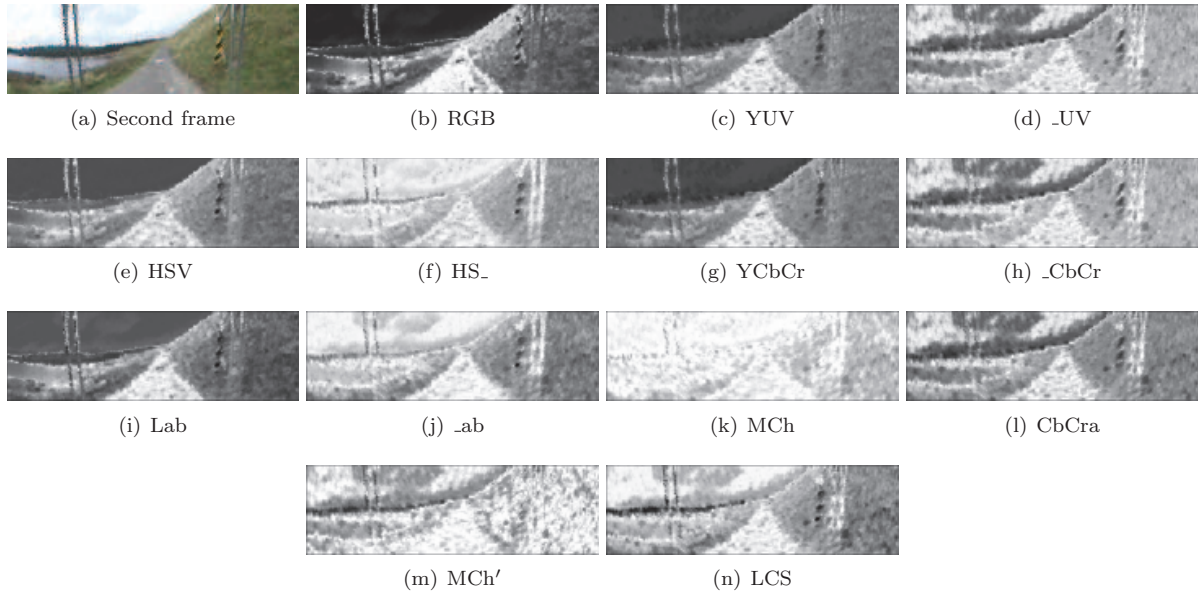 (a) Second frame
(b) RGB
(c) YUV
(d) _UV
(e) HSV
(f) HS_
(g) YCbCr
(h) _CbCr
(i) Lab
(j) _ab
(k) MCh
(l) CbCra
(m) MCh′
(n) LCS